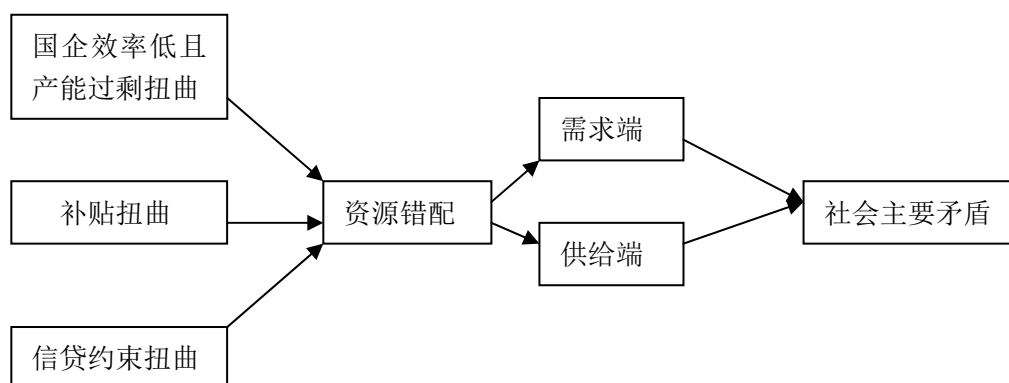 国企效率低且
产能过剩扭曲
补贴扭曲
信贷约束扭曲
资源错配
需求端
供给端
社会主要矛盾